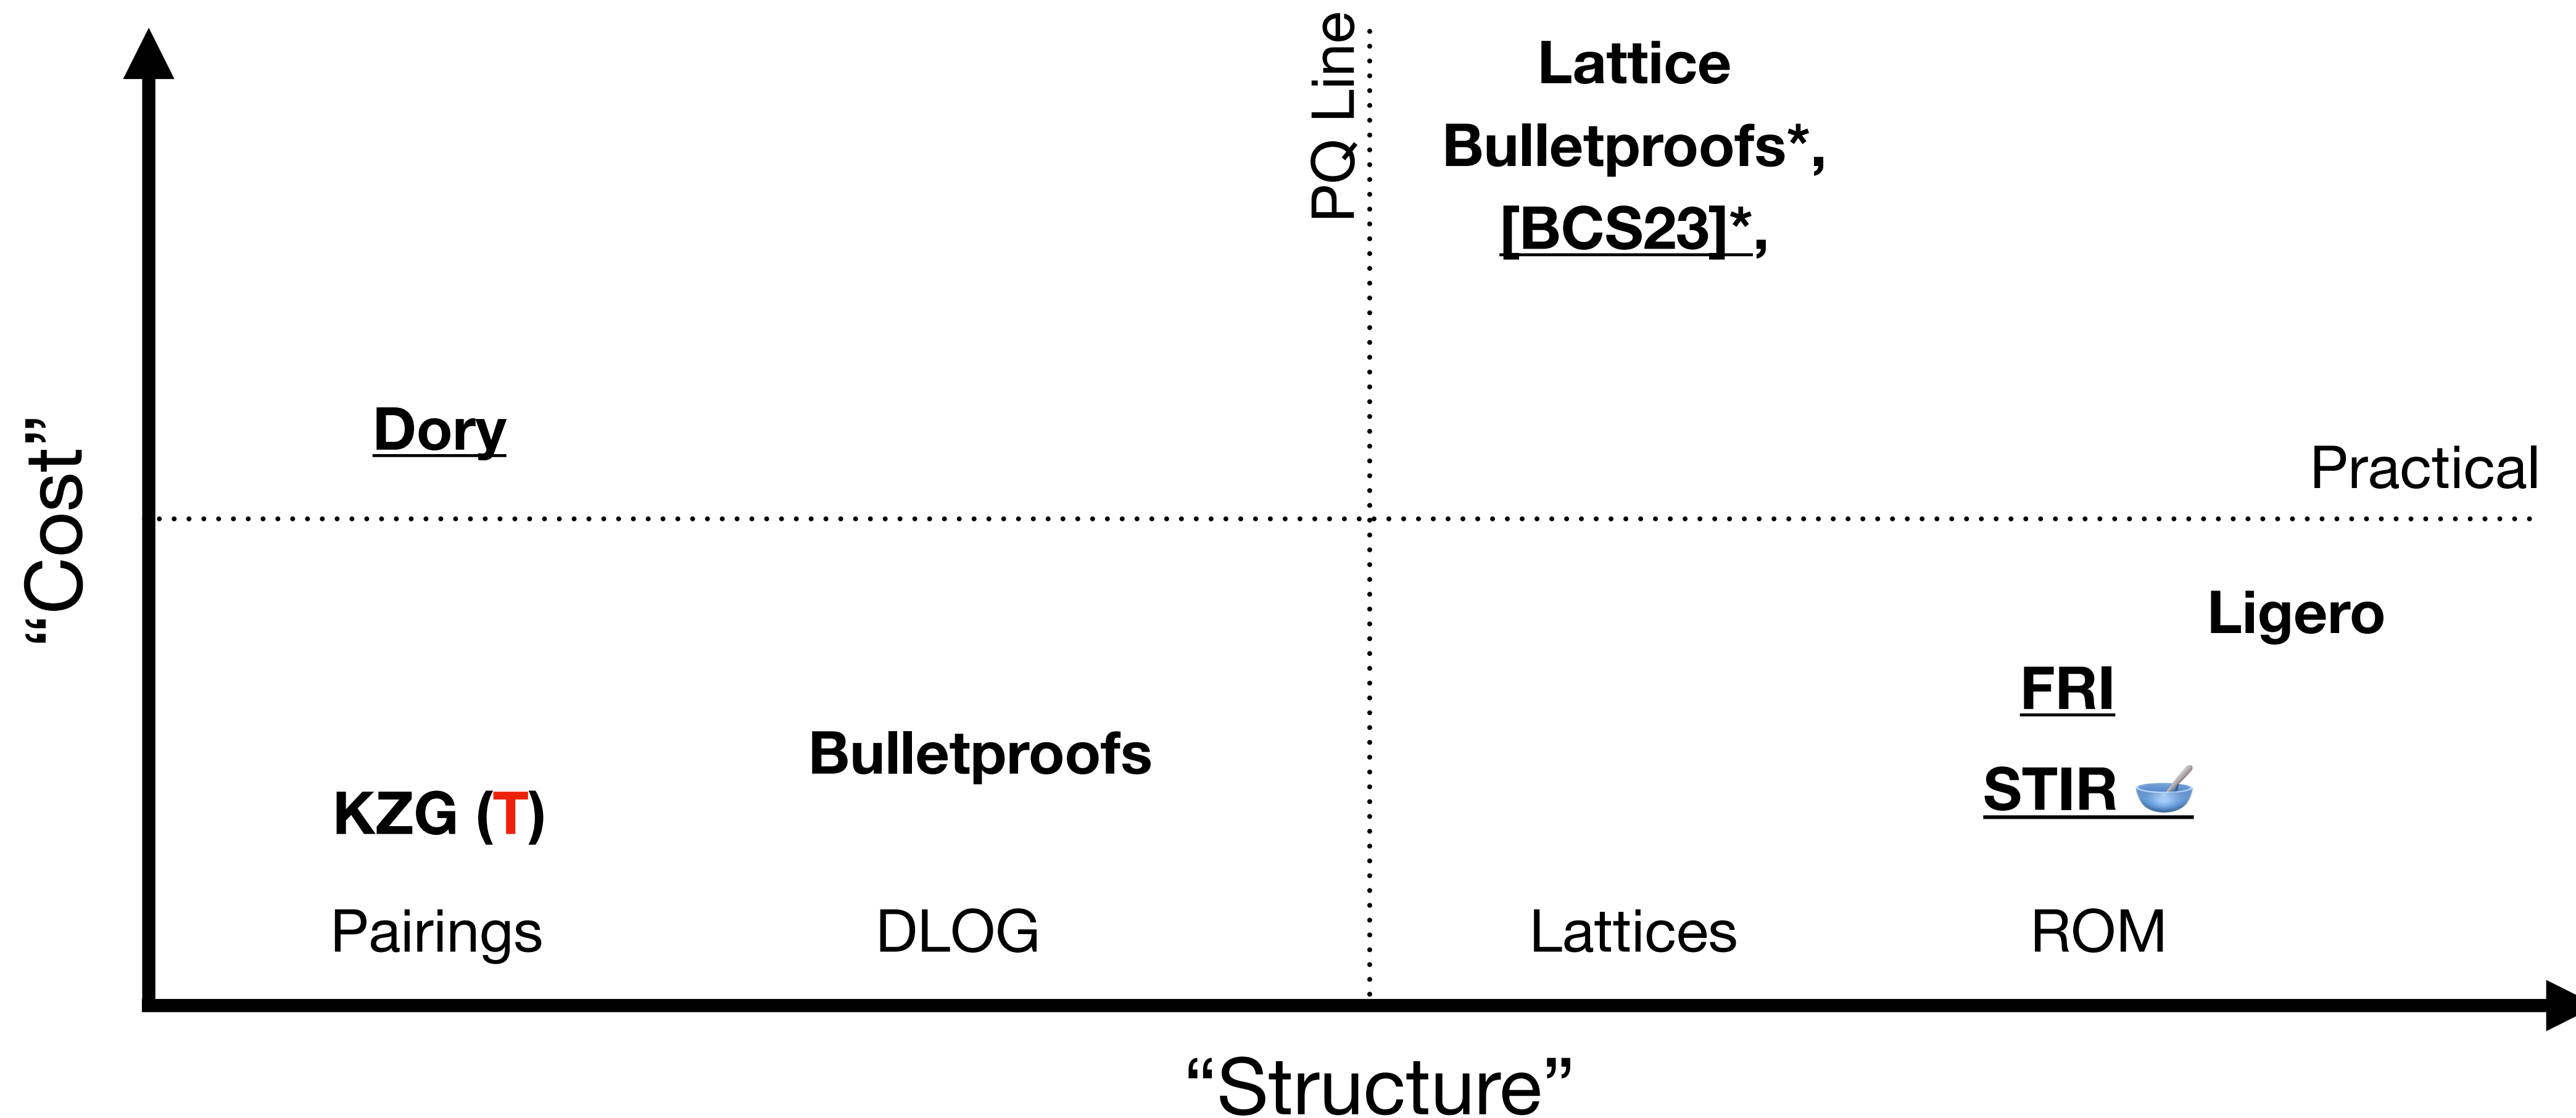 PQ Line
Lattice
Bulletproofs*,
[BCS23]*,
“Cost”
Dory
Practical
Ligero
FRI
Bulletproofs
STIR 🥣
KZG (T)
Pairings
DLOG
Lattices
ROM
“Structure”